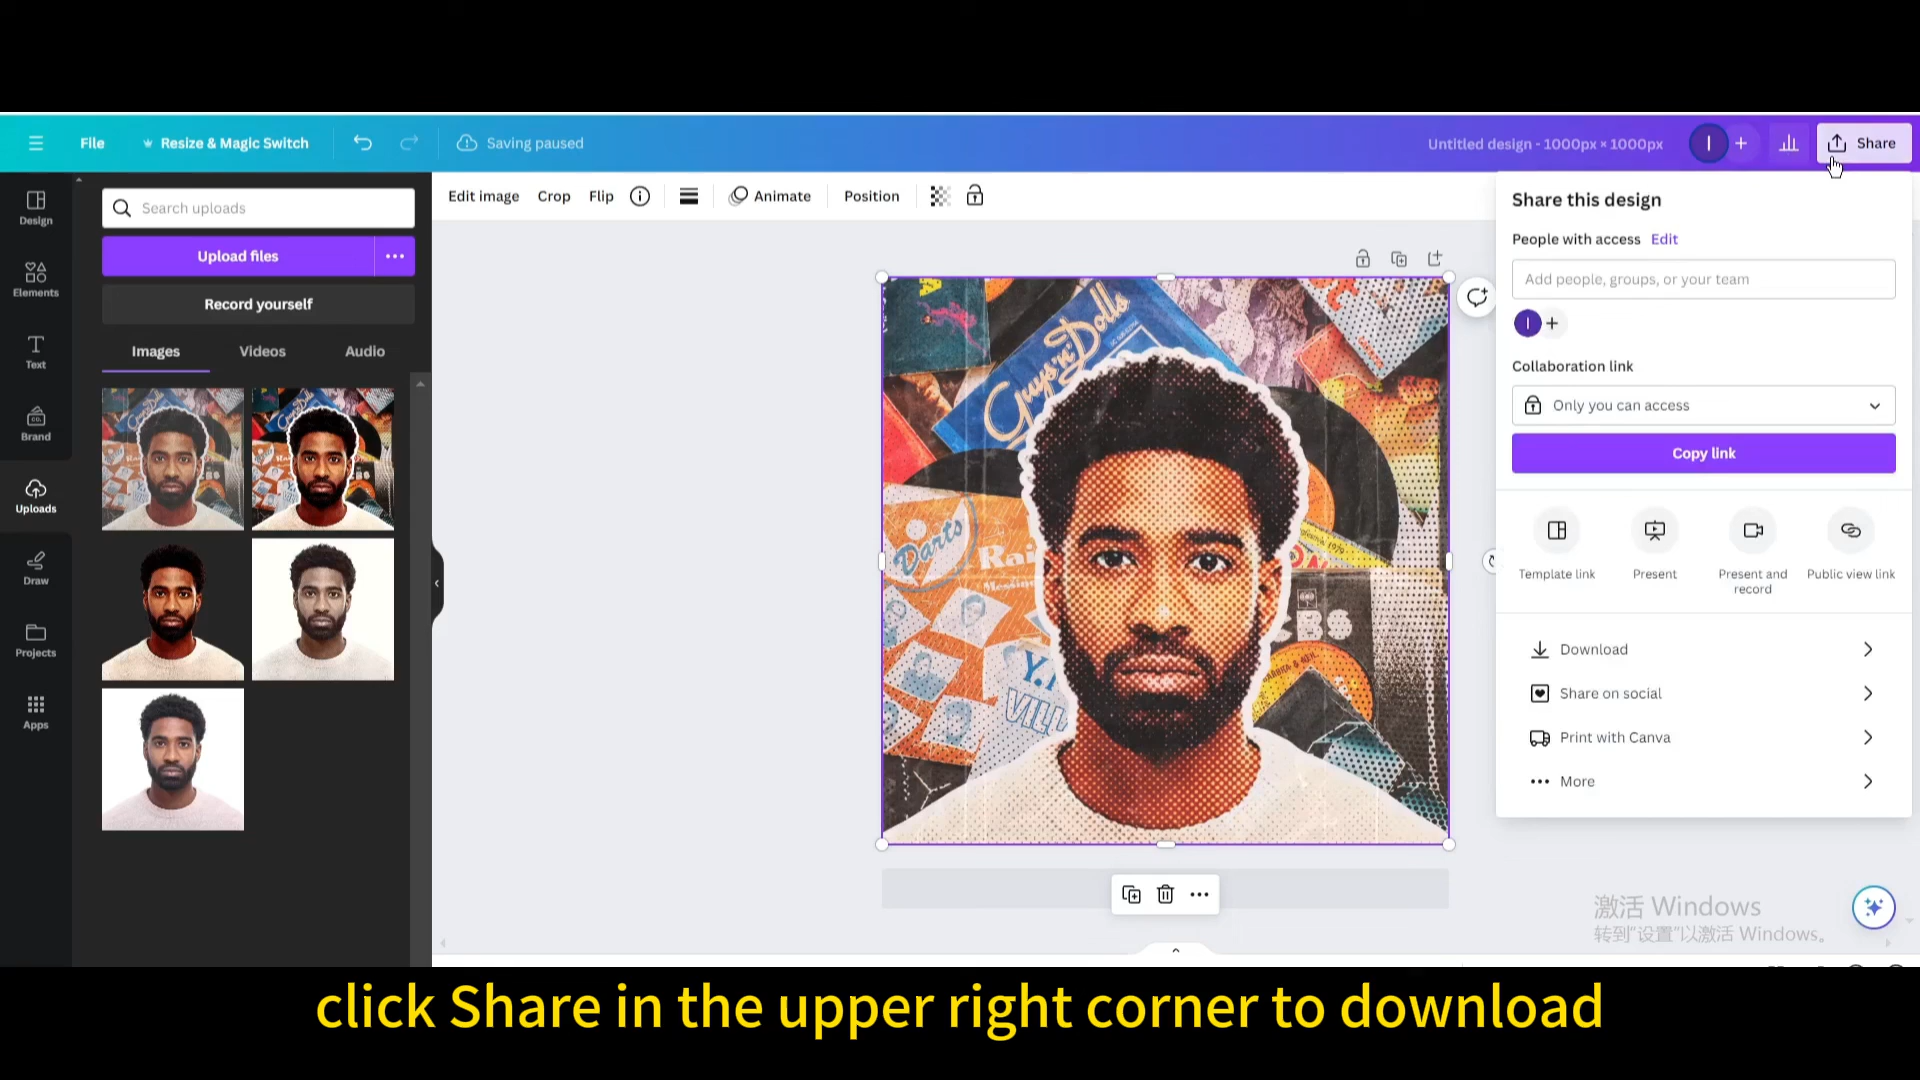 File
Resize & Magic Switch
Saving paused
Untitled design - 1000px × 1000px
I
Share
Design
Elements
Text
Brand
Uploads
Draw
Projects
Apps
Search uploads
Upload files
Record yourself
Images
Videos
Audio
Edit image
Crop
Flip
Animate
Position
Guys 'n' Dolls
Darts
Rai
Y.
VILL
Share this design
People with access
Edit
Add people, groups, or your team
I
Collaboration link
Only you can access
Copy link
Template link
Present
Present and
record
Public view link
Download
Share on social
Print with Canva
More
激活 Windows
转到"设置"以激活 Windows。
click Share in the upper right corner to download